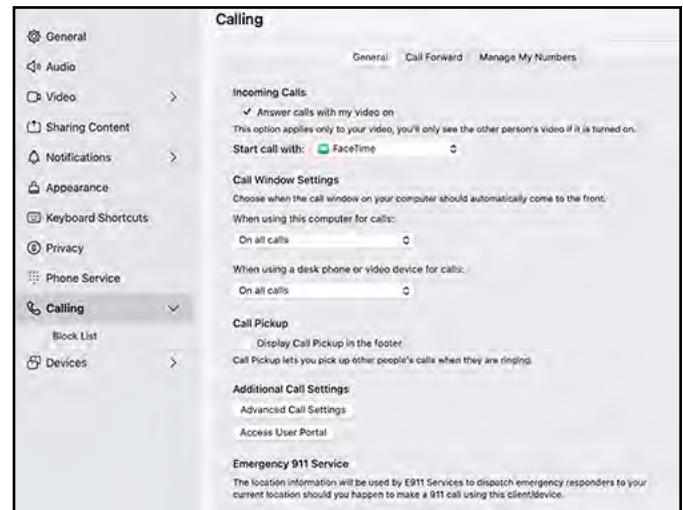 Calling
General
Audio
Video
Sharing Content
Notifications
Appearance
Keyboard Shortcuts
Privacy
Phone Service
Calling
Block List
Devices
General Call Forward Manage My Numbers
Incoming Calls
Answer calls with my video on
This option applies only to your video, you'll only see the other person's video if it is turned on.
Start call with: FaceTime
Call Window Settings
Choose when the call window on your computer should automatically come to the front.
When using this computer for calls:
On all calls
When using a desk phone or video device for calls:
On all calls
Call Pickup
Display Call Pickup in the footer
Call Pickup lets you pick up other people's calls when they are ringing.
Additional Call Settings
Advanced Call Settings
Access User Portal
Emergency 911 Service
The location information will be used by E911 Services to dispatch emergency responders to your
current location should you happen to make a 911 call using this client/device.